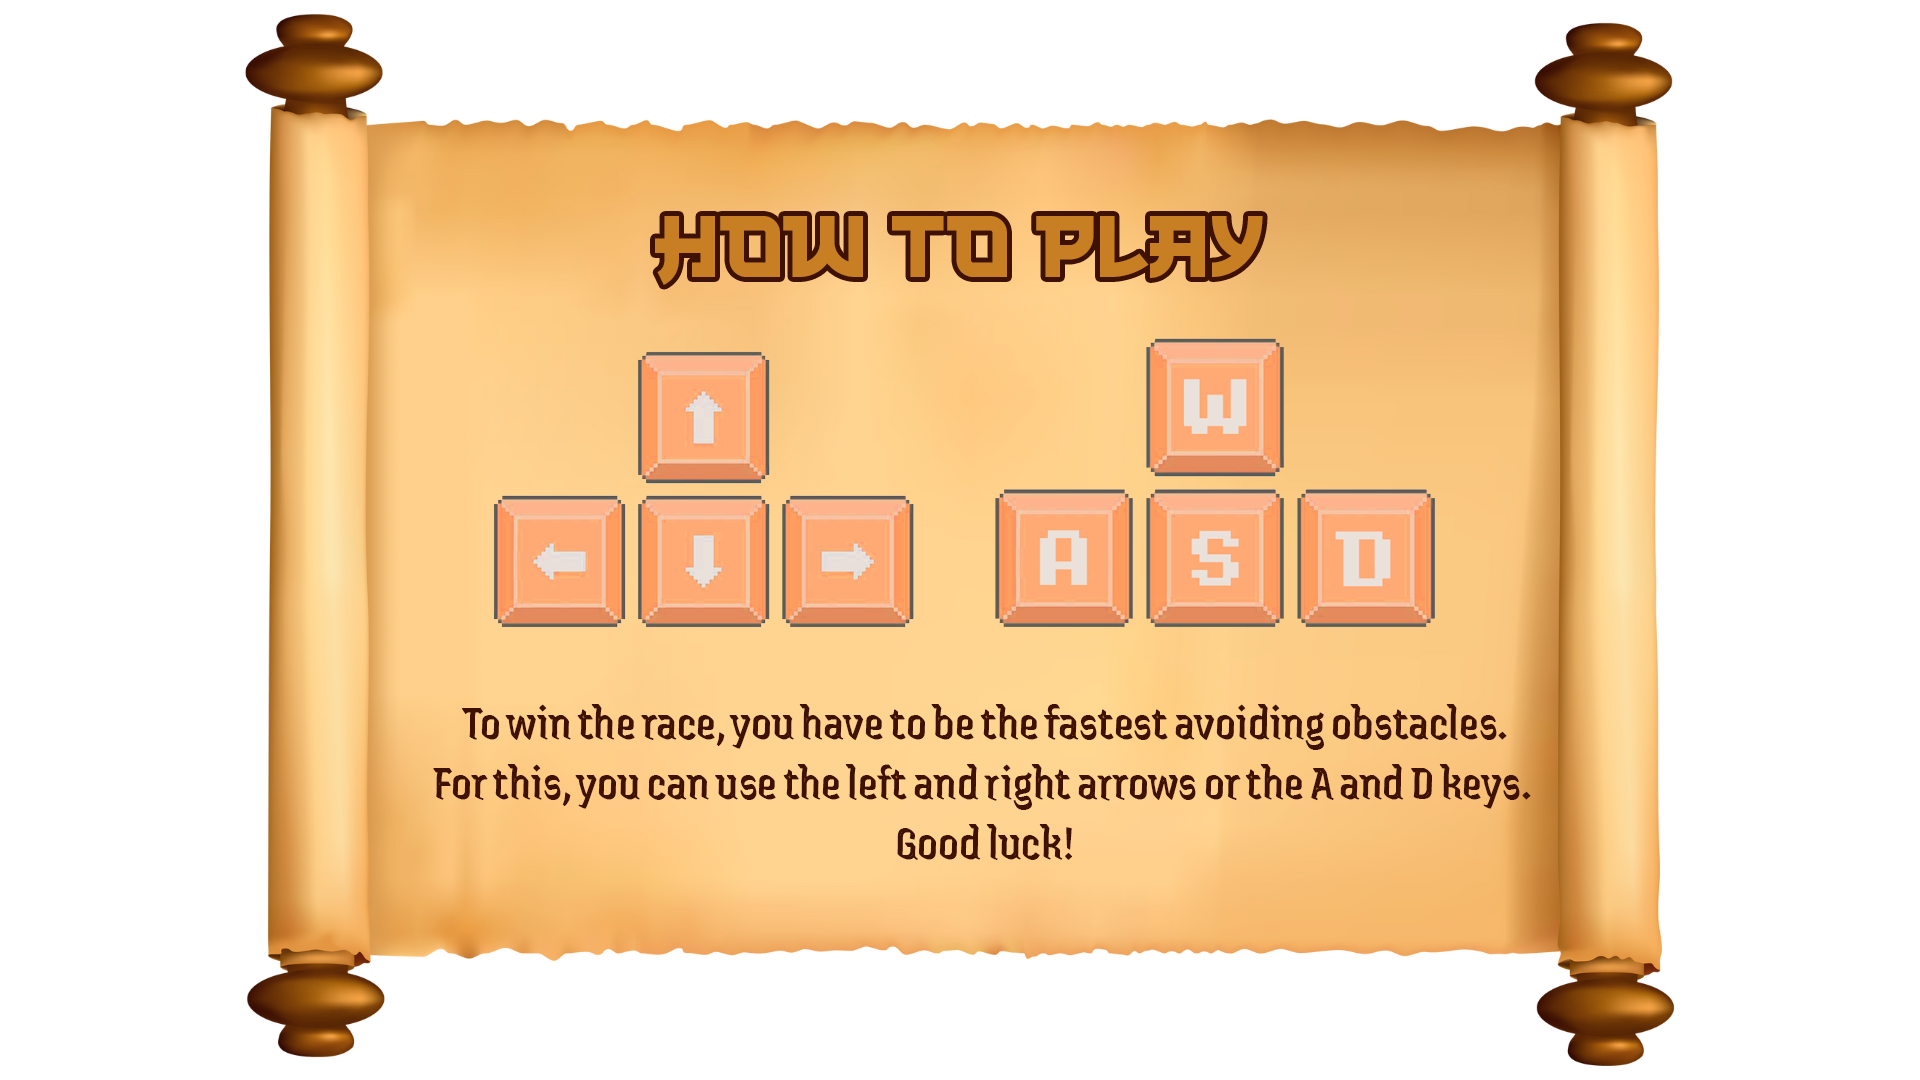 HOW TO PLAY
W
A S D
To win the race, you have to be the fastest avoiding obstacles.
For this, you can use the left and right arrows or the A and D keys.
Good luck!